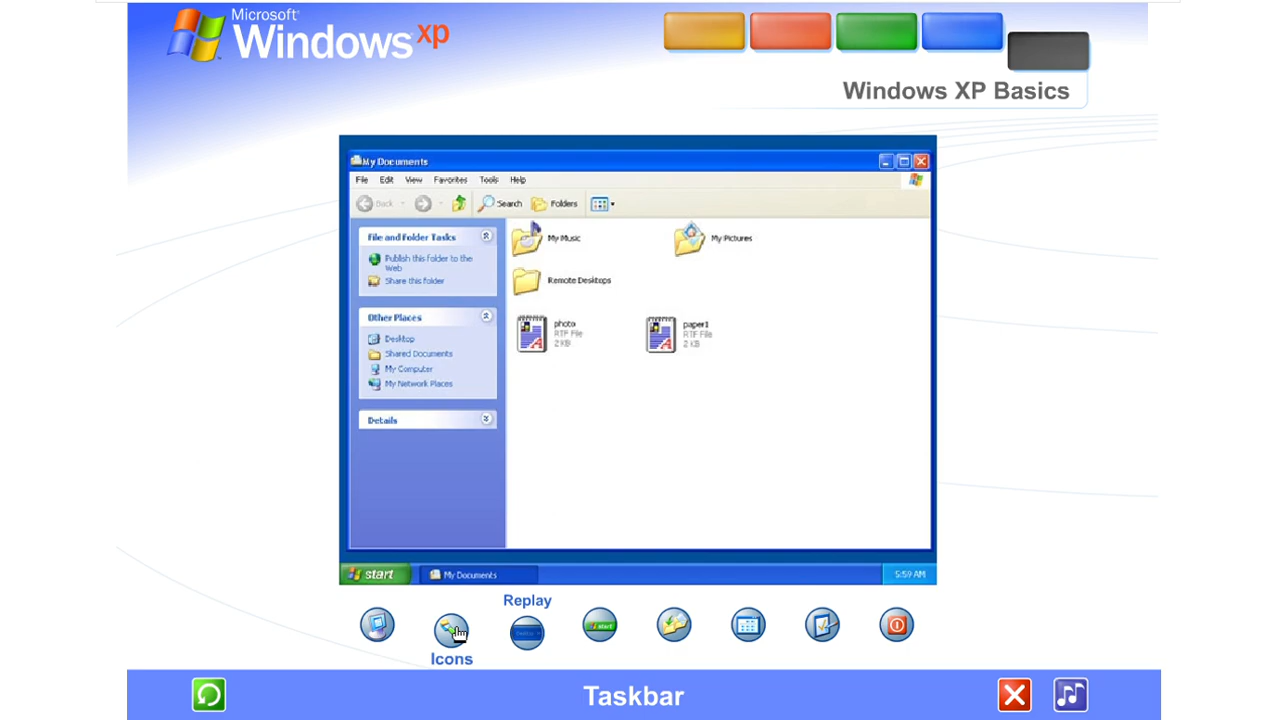 Microsoft®
Windows xp
Windows XP Basics
My Documents
File Edit View Favorites Tools Help
Back Search Folders
File and Folder Tasks
Publish this folder to the
Web
Share this folder
Other Places
Desktop
Shared Documents
My Computer
My Network Places
Details
My Music
My Pictures
Remote Desktops
photo
RTF File
2 KB
paper1
RTF File
2 KB
start My Documents 5:59 AM
Replay
start
Icons
Taskbar